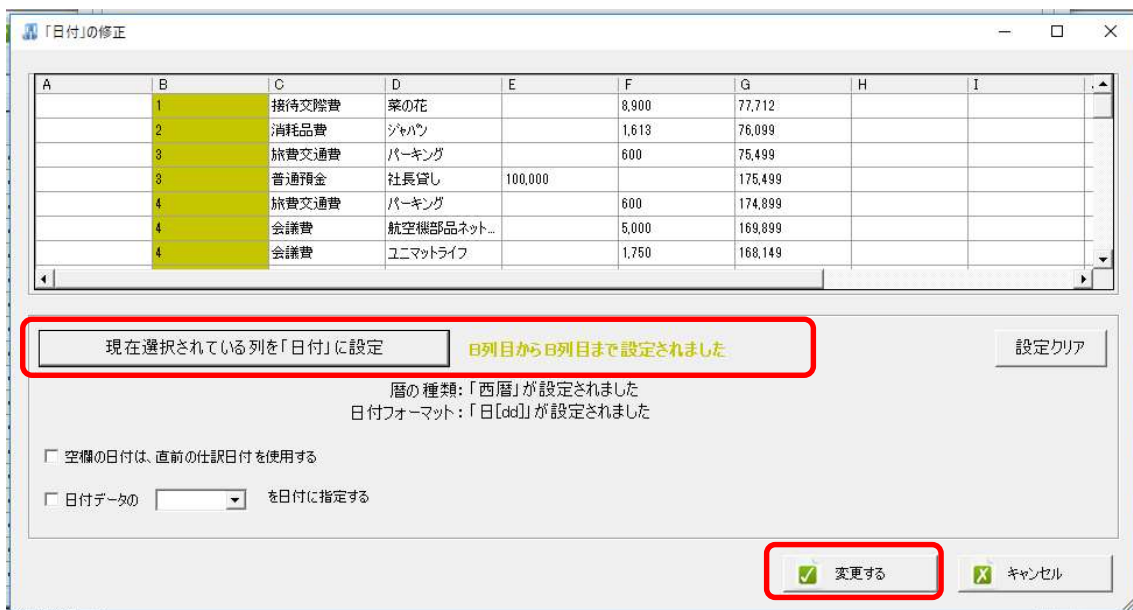 「日付」の修正
A B C D E F G H I
1 接待交際費 菜の花 8,900 77,712
2 消耗品費 ジャパン 1,613 76,099
3 旅費交通費 パーキング 600 75,499
3 普通預金 社長貸し 100,000 175,499
4 旅費交通費 パーキング 600 174,899
4 会議費 航空機部品ネット... 5,000 169,899
4 会議費 ユニマットライフ 1,750 168,149
現在選択されている列を「日付」に設定 B列目からB列目まで設定されました 設定クリア
暦の種類:「西暦」が設定されました
日付フォーマット:「日[dd]」が設定されました
空欄の日付は、直前の仕訳日付を使用する
日付データの を日付に指定する
変更する キャンセル